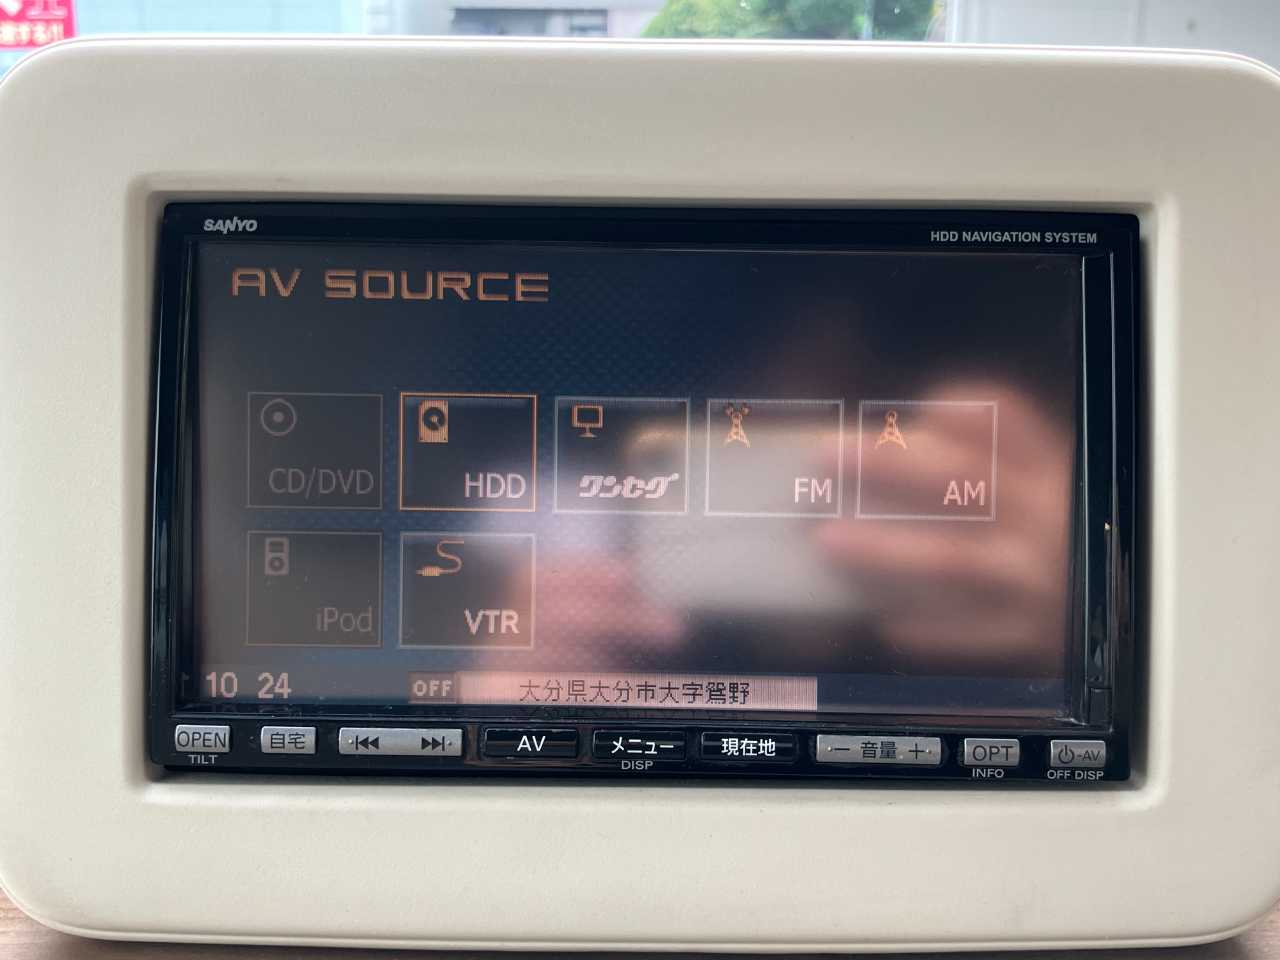 SANYO
HDD NAVIGATION SYSTEM
AV SOURCE
CD/DVD
HDD
ワンセグ
FM
AM
iPod
VTR
10 24
OFF
大分県大分市大字鴛野
OPEN
自宅
AV
メニュー
現在地
− 音量 +
OPT
-AV
TILT
DISP
INFO
OFF DISP